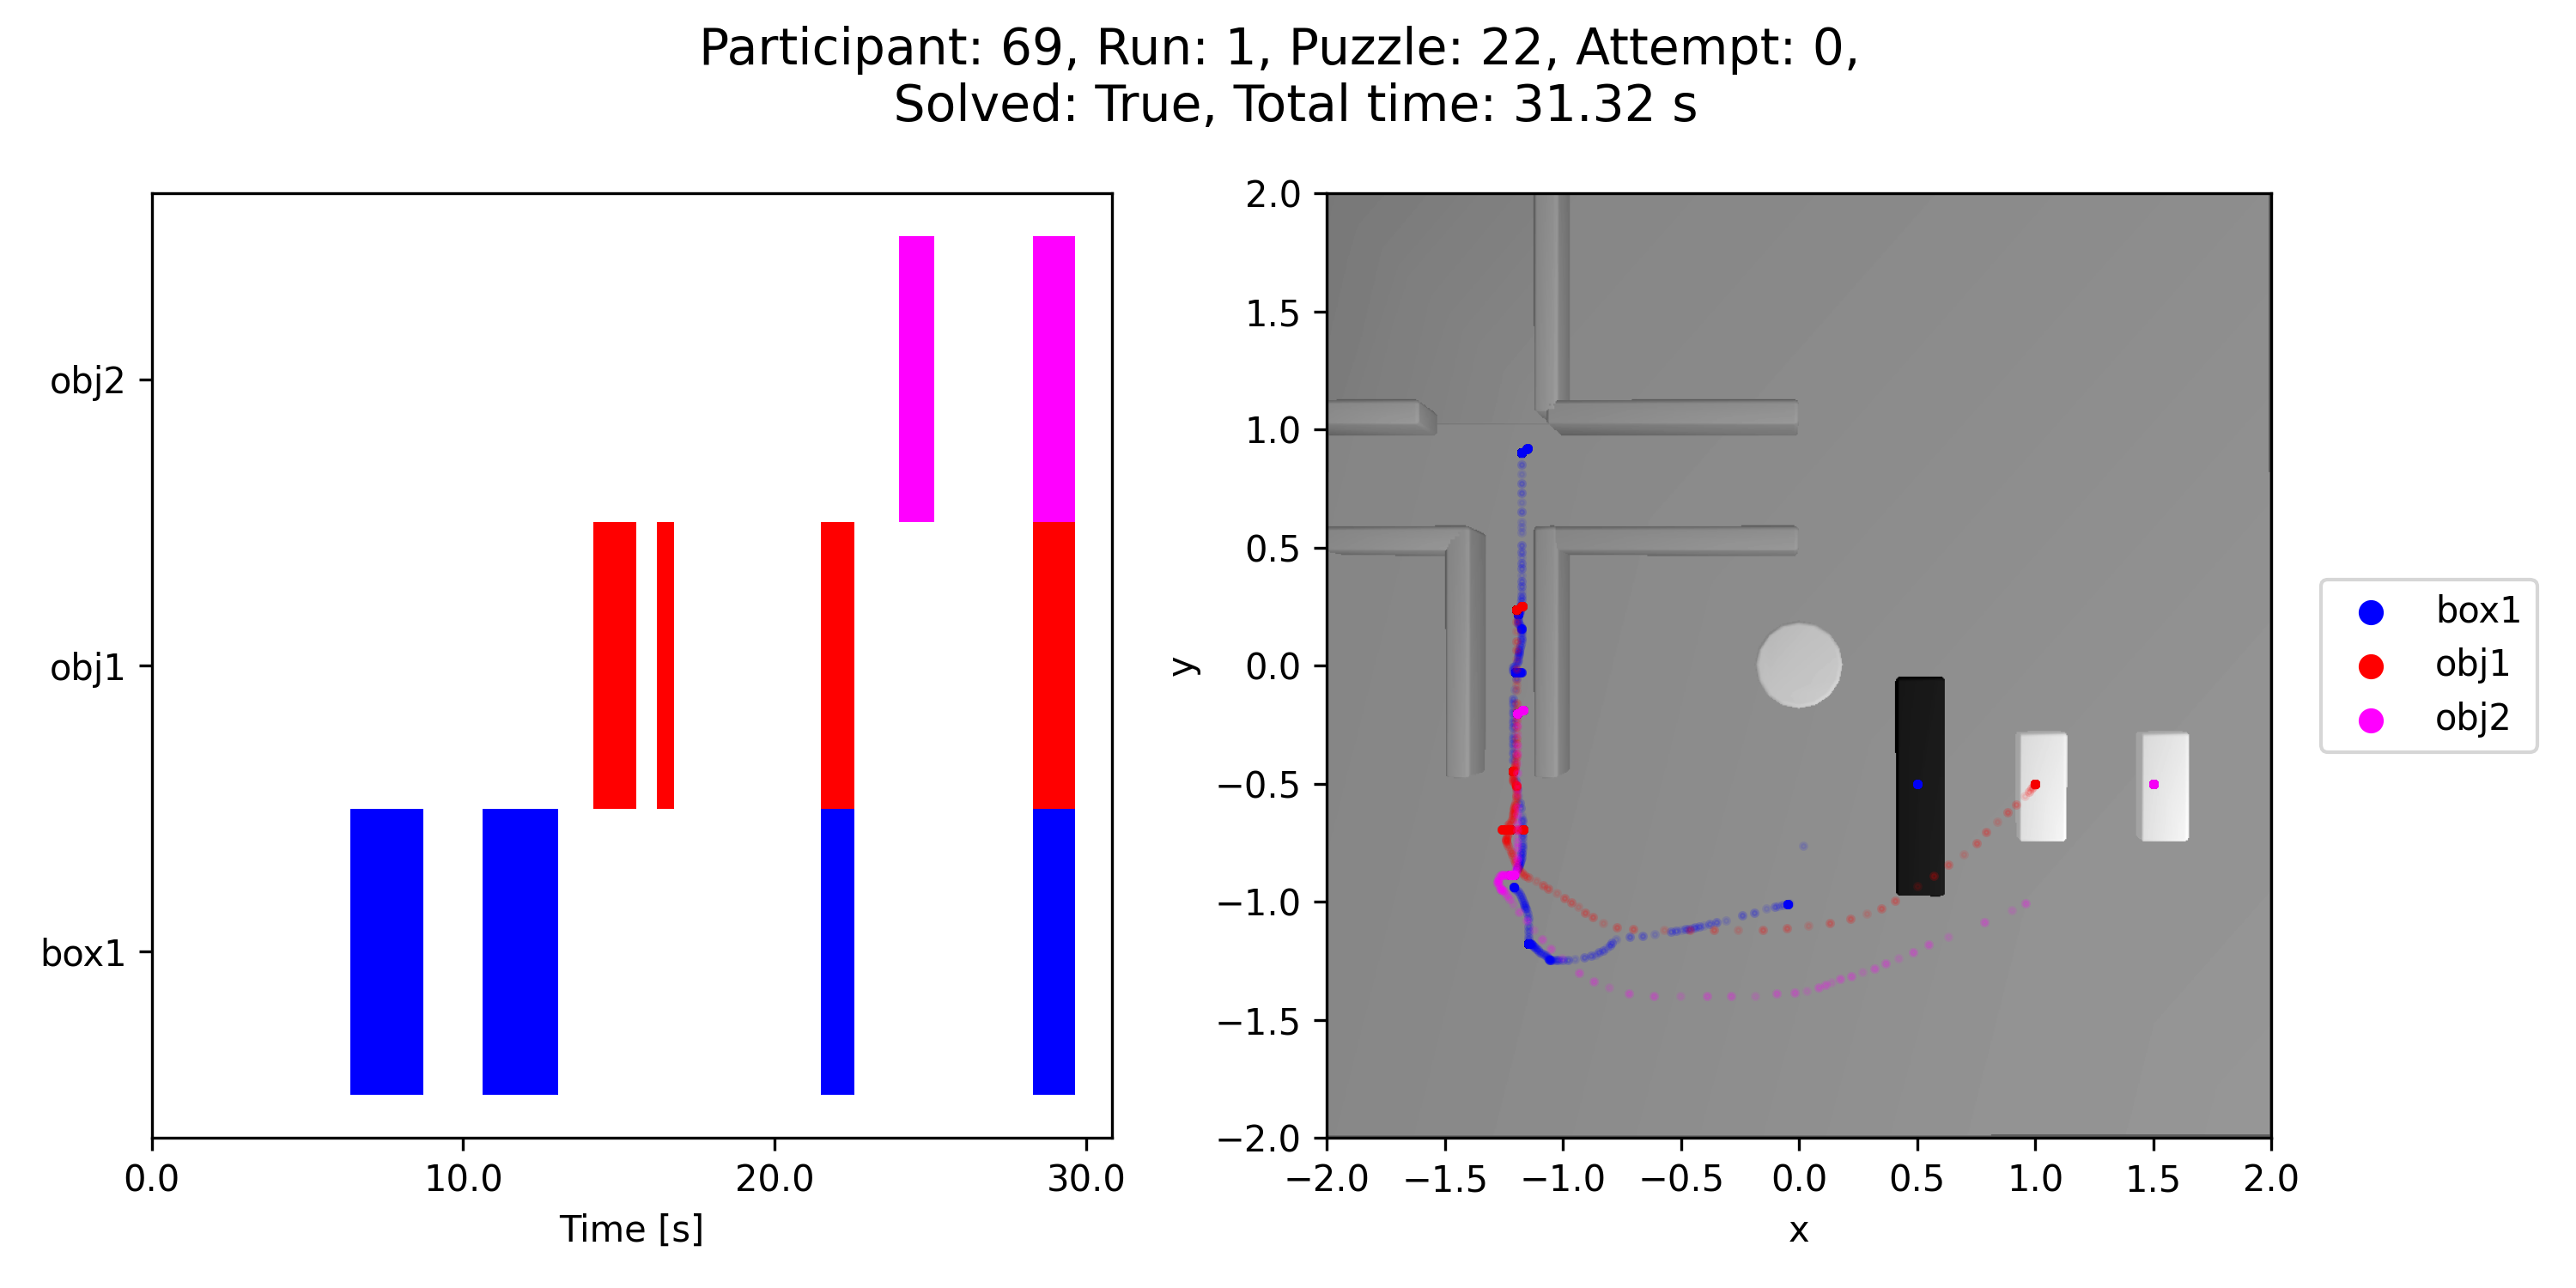 Participant: 69, Run: 1, Puzzle: 22, Attempt: 0,
Solved: True, Total time: 31.32 s
obj2
obj1
box1
0.0 10.0 20.0 30.0
Time [s]
2.0
1.5
1.0
0.5
0.0
−0.5
−1.0
−1.5
−2.0
y
−2.0 −1.5 −1.0 −0.5 0.0 0.5 1.0 1.5 2.0
x
box1
obj1
obj2